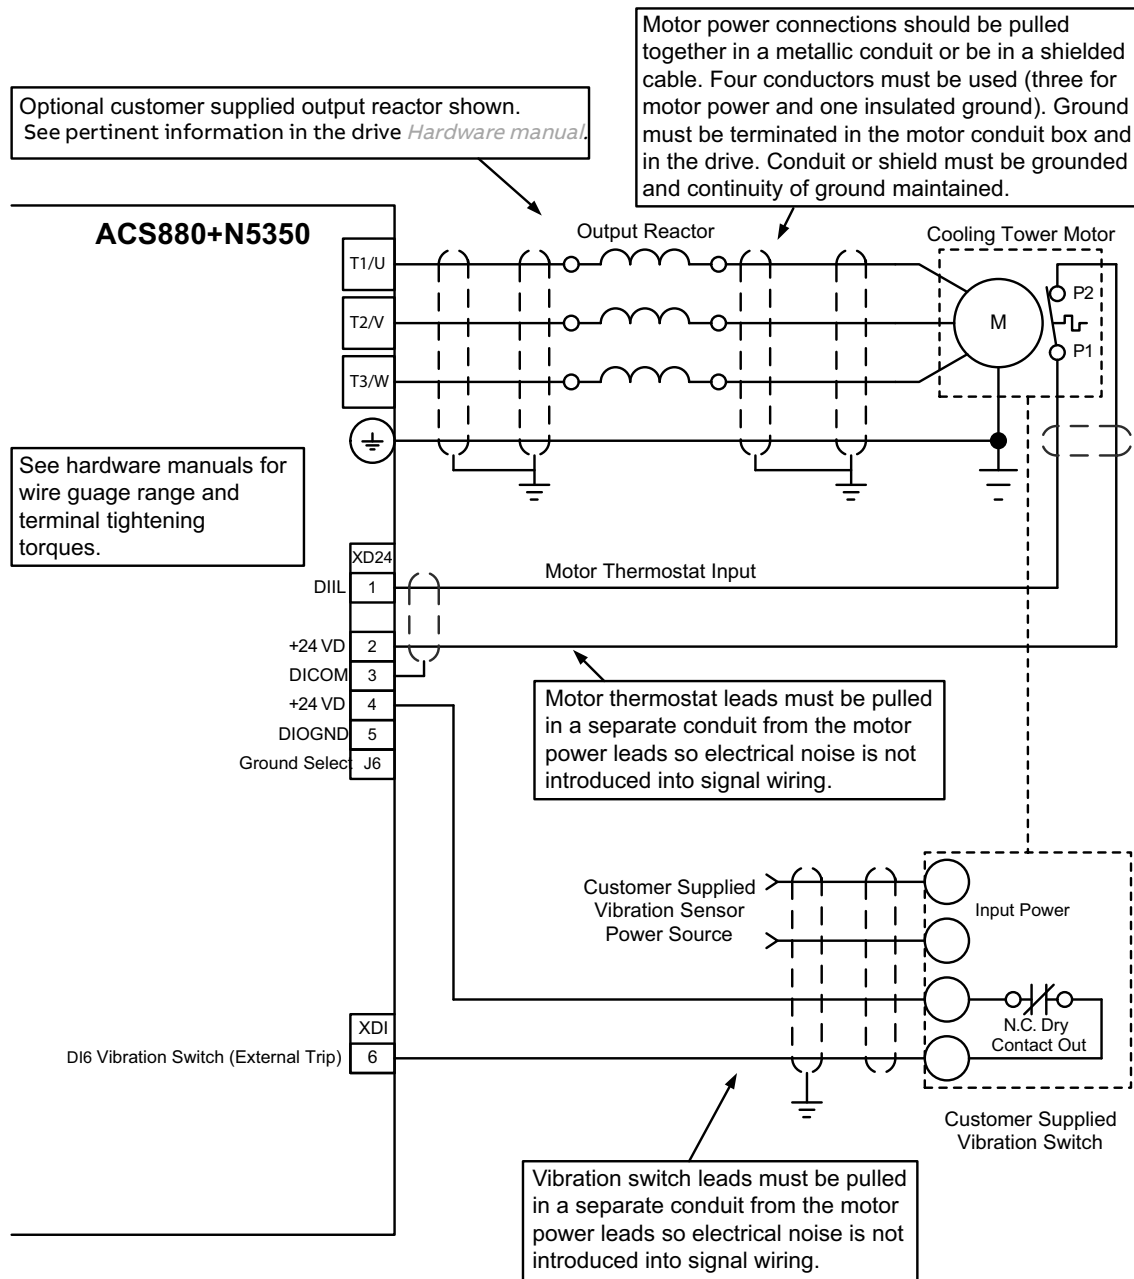 Motor power connections should be pulled
together in a metallic conduit or be in a shielded
cable. Four conductors must be used (three for
motor power and one insulated ground). Ground
must be terminated in the motor conduit box and
in the drive. Conduit or shield must be grounded
and continuity of ground maintained.
Optional customer supplied output reactor shown.
See pertinent information in the drive Hardware manual.
ACS880+N5350
Output Reactor
Cooling Tower Motor
T1/U
T2/V
T3/W
M
P2
P1
See hardware manuals for
wire guage range and
terminal tightening
torques.
XD24
DIIL 1
Motor Thermostat Input
+24 VD 2
DICOM 3
+24 VD 4
DIOGND 5
Ground Select J6
Motor thermostat leads must be pulled
in a separate conduit from the motor
power leads so electrical noise is not
introduced into signal wiring.
Customer Supplied
Vibration Sensor
Power Source
Input Power
N.C. Dry
Contact Out
XDI
DI6 Vibration Switch (External Trip) 6
Customer Supplied
Vibration Switch
Vibration switch leads must be pulled
in a separate conduit from the motor
power leads so electrical noise is not
introduced into signal wiring.